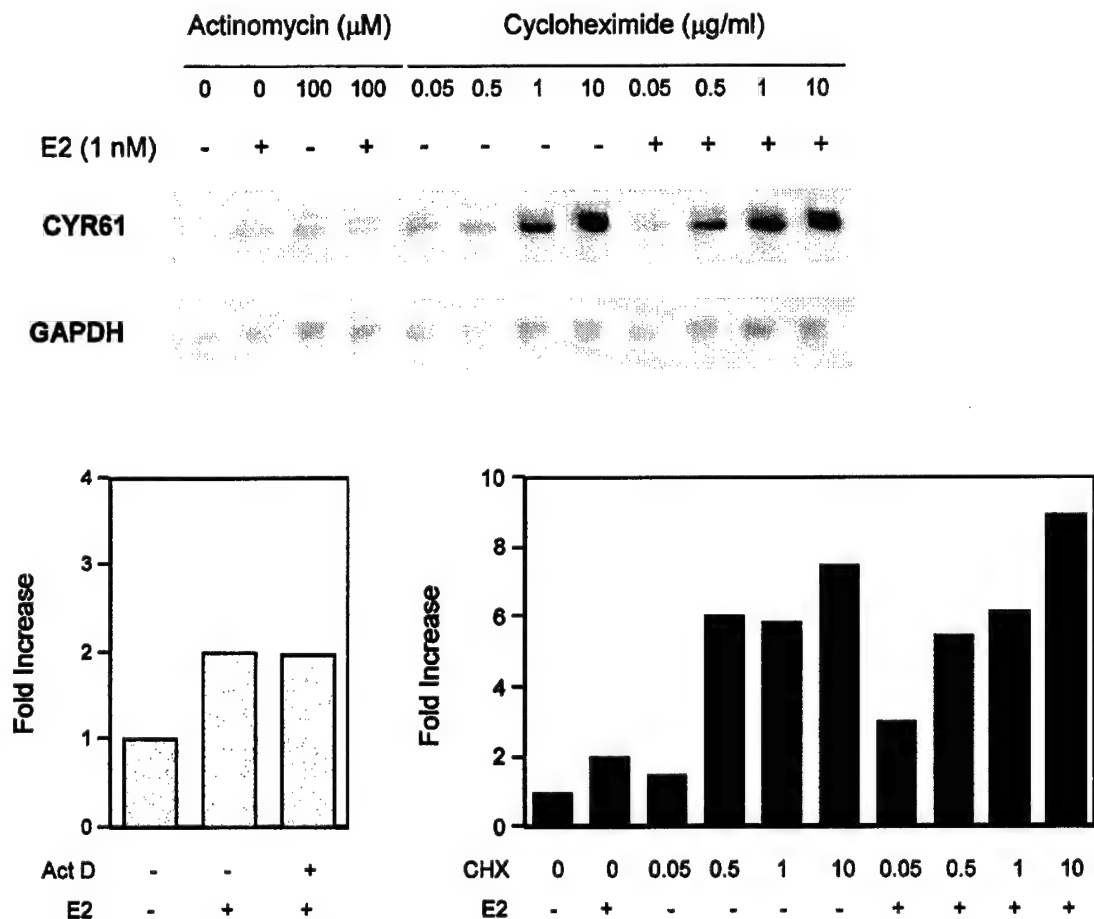 Actinomycin (μM) Cycloheximide (μg/ml)
0 0 100 100 0.05 0.5 1 10 0.05 0.5 1 10
E2 (1 nM) - + - + - - - - + + + +
CYR61
GAPDH
4
3
2
1
0
Fold Increase
Act D - - +
E2 - + +
10
8
6
4
2
0
Fold Increase
CHX 0 0 0.05 0.5 1 10 0.05 0.5 1 10
E2 - + - - - - + + + +